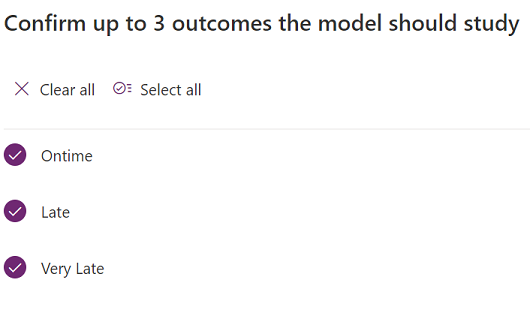 Confirm up to 3 outcomes the model should study
Clear all Select all
Ontime
Late
Very Late